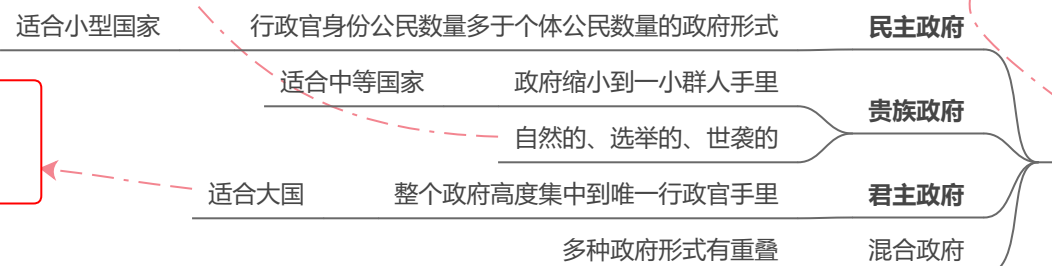 适合小型国家 行政官身份公民数量多于个体公民数量的政府形式 民主政府
适合中等国家 政府缩小到一小群人手里
贵族政府
自然的、选举的、世袭的
适合大国 整个政府高度集中到唯一行政官手里 君主政府
多种政府形式有重叠 混合政府